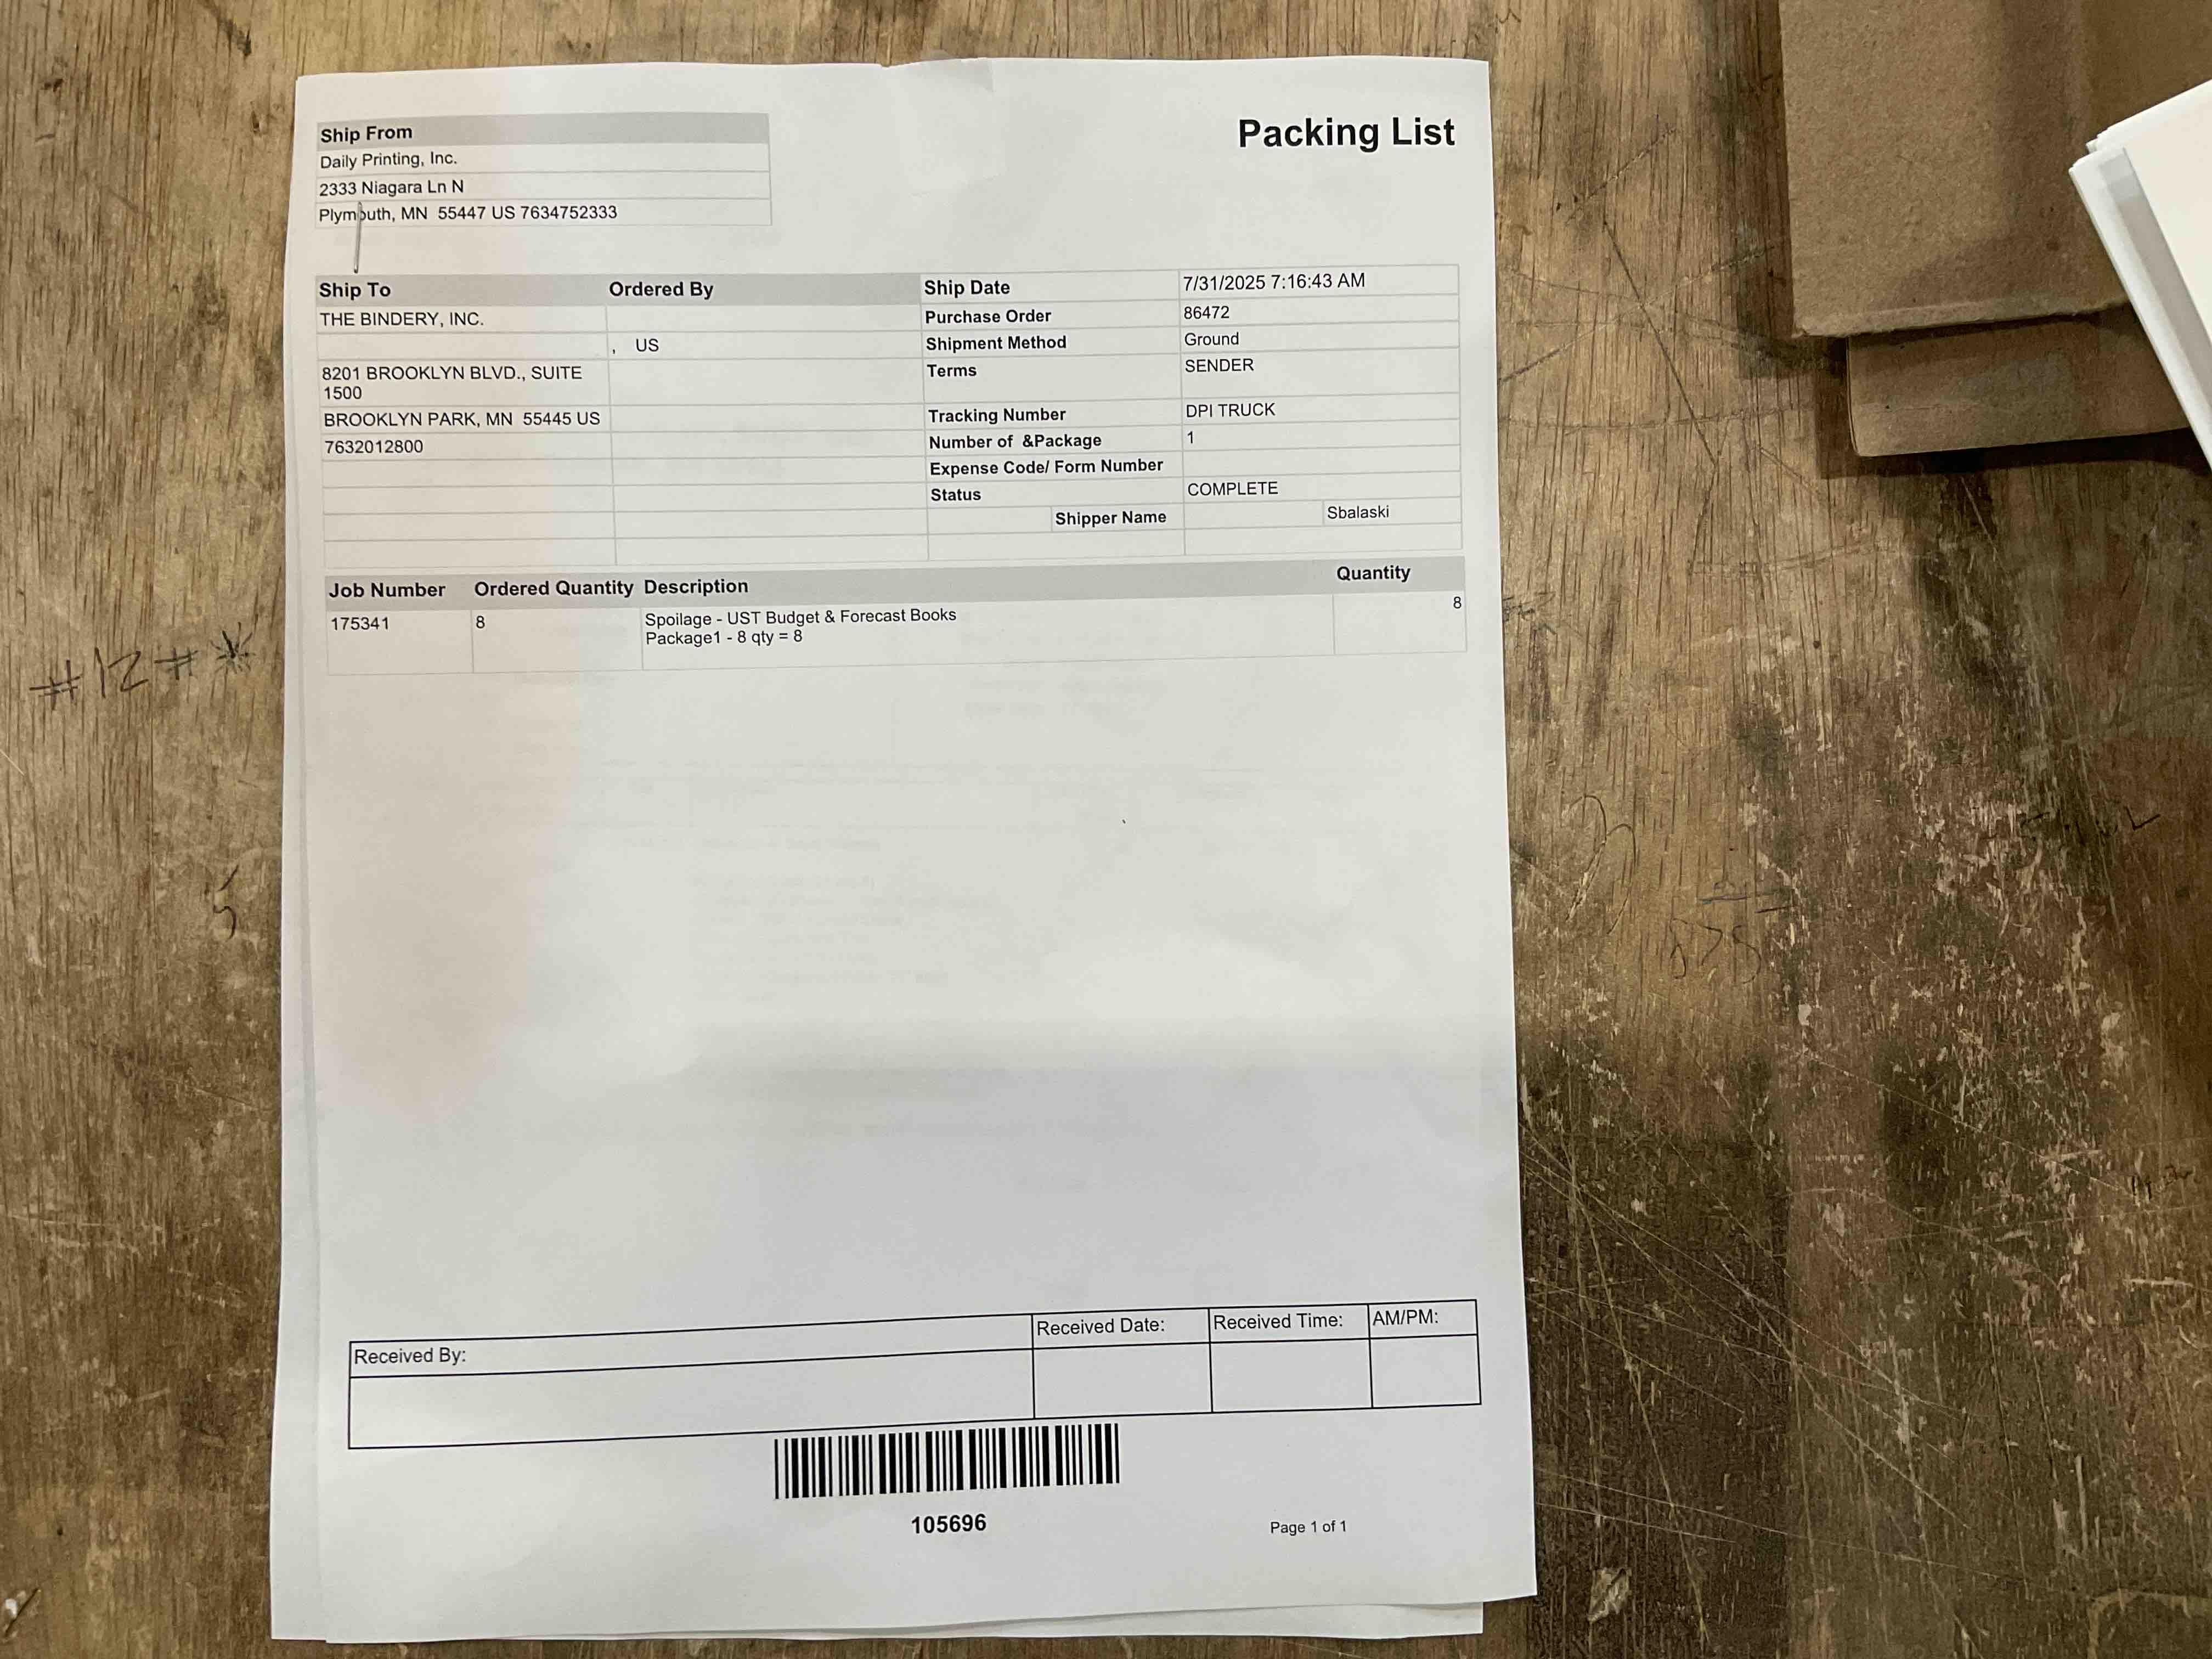 Packing List
Ship From
Daily Printing, Inc.
2333 Niagara Ln N
Plymouth, MN 55447 US 7634752333
Ship To
THE BINDERY, INC.
8201 BROOKLYN BLVD., SUITE
1500
BROOKLYN PARK, MN 55445 US
7632012800
Ordered By
, US
Ship Date 7/31/2025 7:16:43 AM
Purchase Order 86472
Shipment Method Ground
Terms SENDER
Tracking Number DPI TRUCK
Number of &Package 1
Expense Code/ Form Number
Status COMPLETE
Shipper Name Sbalaski
Job Number Ordered Quantity Description Quantity
175341 8 Spoilage - UST Budget & Forecast Books 8
Package1 - 8 qty = 8
#12#*
5
Received By: Received Date: Received Time: AM/PM:
105696
Page 1 of 1